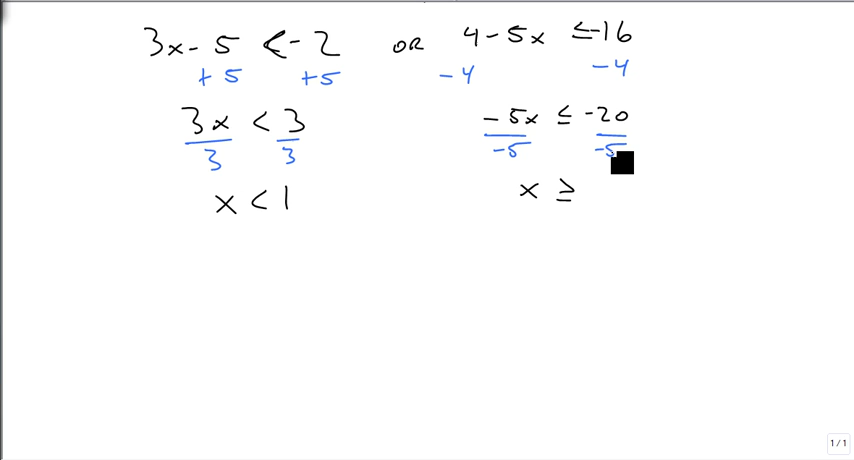 3x - 5 < -2 OR 4 - 5x ≤ -16
+5 +5 -4 -4
3x < 3 -5x ≤ -20
3 3 -5 -5
x < 1 x ≥
1 / 1